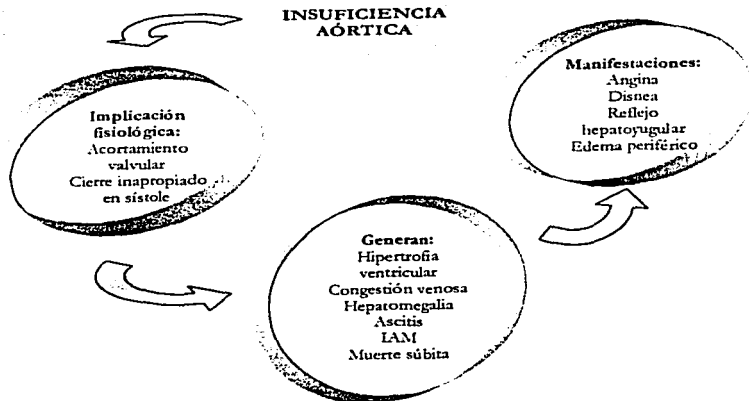 INSUFICIENCIA
AÓRTICA
Implicación
fisiológica:
Acortamiento
valvular
Cierre inapropiado
en sístole
Generan:
Hipertrofia
ventricular
Congestión venosa
Hepatomegalia
Ascitis
IAM
Muerte súbita
Manifestaciones:
Angina
Disnea
Reflejo
hepatoyugular
Edema periférico